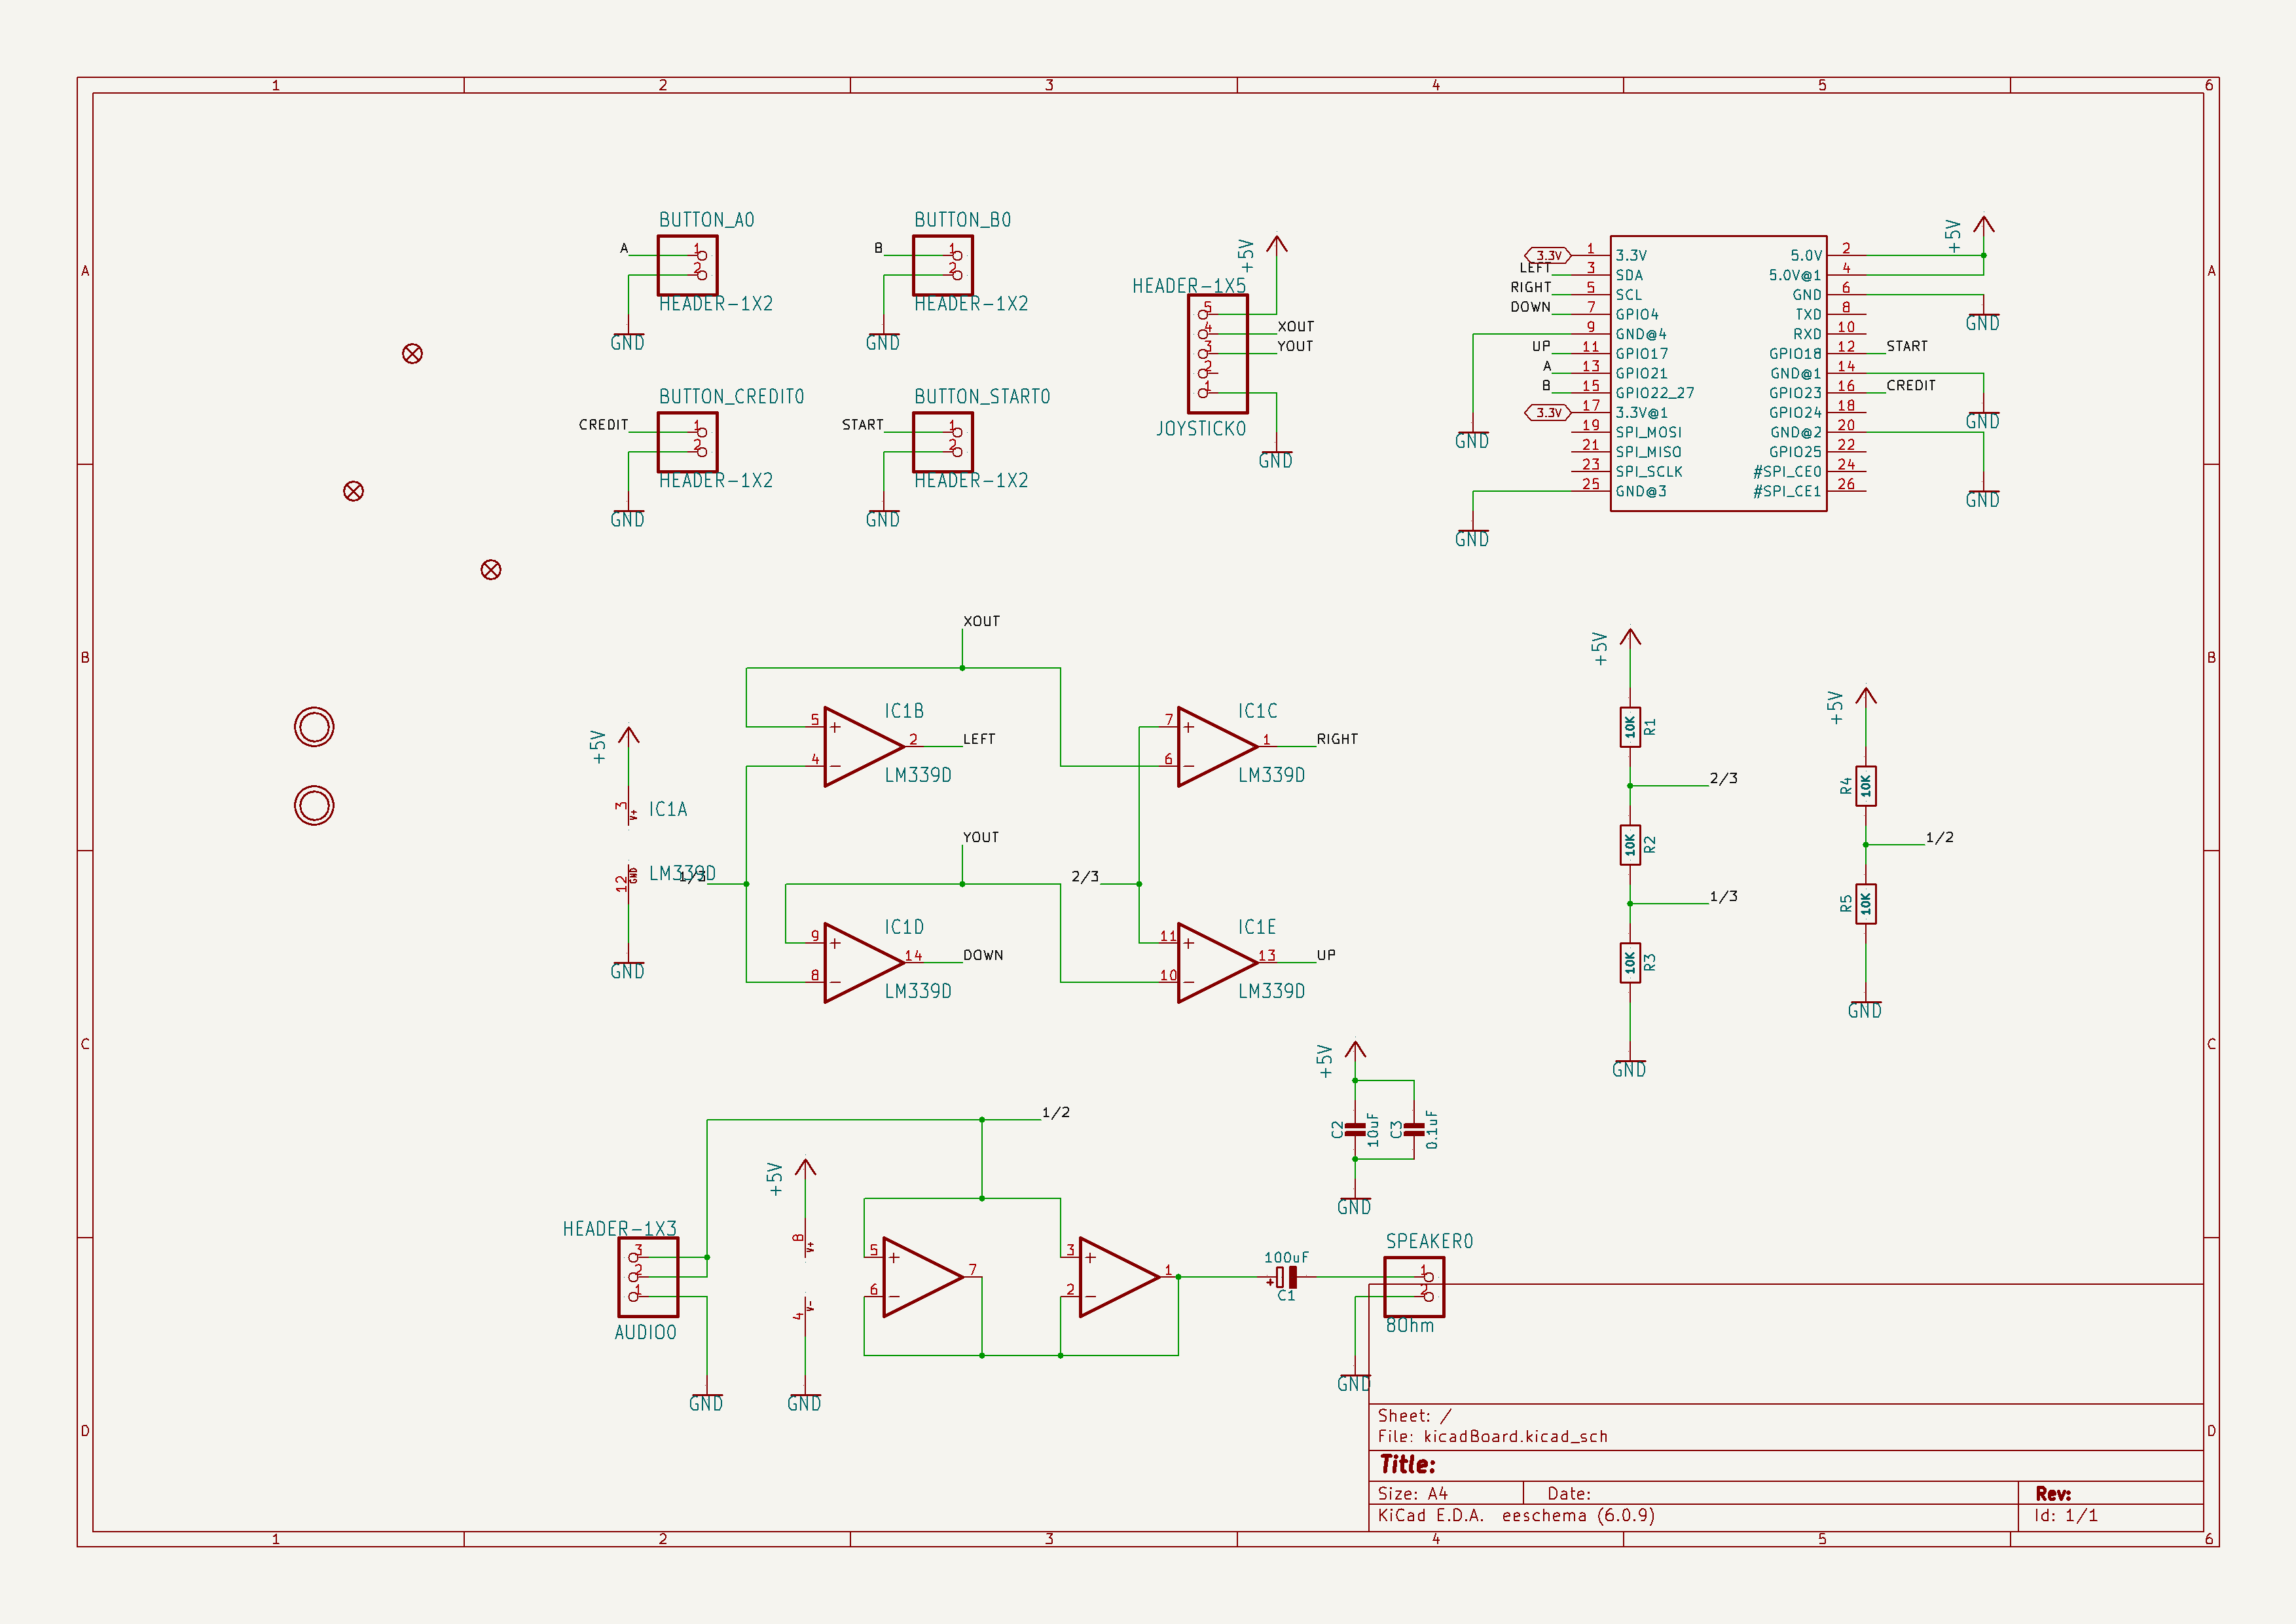 1 2 3 4 5 6
A A
B B
C C
D D
1 2 3 4 5 6
BUTTON_A0
A
1
2
HEADER-1X2
GND
BUTTON_B0
B
1
2
HEADER-1X2
GND
BUTTON_CREDIT0
CREDIT
1
2
HEADER-1X2
GND
BUTTON_START0
START
1
2
HEADER-1X2
GND
+5V
HEADER-1X5
5
4 XOUT
3 YOUT
2
1
JOYSTICK0
GND
+5V
3.3V 1 3.3V 5.0V 2
LEFT 3 SDA 5.0V@1 4
RIGHT 5 SCL GND 6
DOWN 7 GPIO4 TXD 8
9 GND@4 RXD 10
UP 11 GPIO17 GPIO18 12 START
A 13 GPIO21 GND@1 14
B 15 GPIO22_27 GPIO23 16 CREDIT
3.3V 17 3.3V@1 GPIO24 18
19 SPI_MOSI GND@2 20
21 SPI_MISO GPIO25 22
23 SPI_SCLK #SPI_CE0 24
25 GND@3 #SPI_CE1 26
GND
GND
GND
GND
GND
XOUT
IC1B
5 +
2 LEFT
4 −
LM339D
IC1C
7 +
1 RIGHT
6 −
LM339D
+5V
3 V+
IC1A
12 GND
LM339D
GND
1/3
YOUT
2/3
IC1D
9 +
14 DOWN
8 −
LM339D
IC1E
11 +
13 UP
10 −
LM339D
+5V
10K R1
2/3
10K R2
1/3
10K R3
GND
+5V
R4 10K
1/2
R5 10K
GND
+5V
C2 10uF
C3 0.1uF
GND
1/2
HEADER-1X3
3
2
1
AUDIO0
GND
+5V
8 V+
4 V-
GND
5 +
7
6 −
3 +
1
2 −
100uF
+
C1
SPEAKER0
1
2
8Ohm
GND
Sheet: /
File: kicadBoard.kicad_sch
Title:
Size: A4 Date: Rev:
KiCad E.D.A. eeschema (6.0.9) Id: 1/1